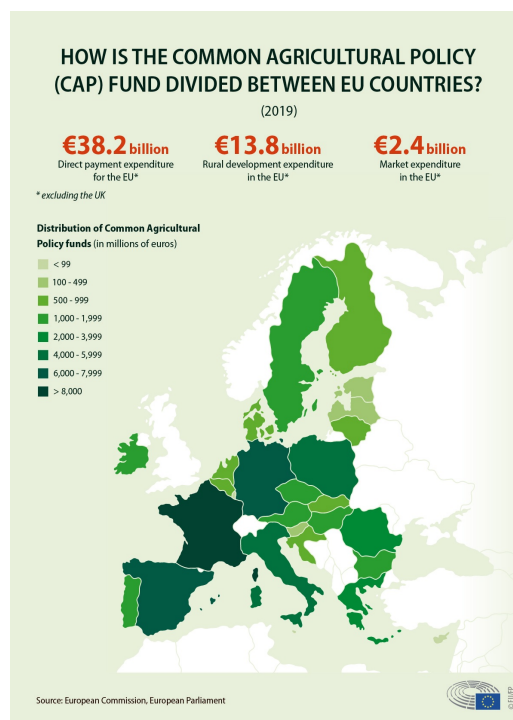 HOW IS THE COMMON AGRICULTURAL POLICY
(CAP) FUND DIVIDED BETWEEN EU COUNTRIES?
(2019)
€38.2 billion
Direct payment expenditure
for the EU*
€13.8 billion
Rural development expenditure
in the EU*
€2.4 billion
Market expenditure
in the EU*
* excluding the UK
Distribution of Common Agricultural
Policy funds (in millions of euros)
< 99
100 - 499
500 - 999
1,000 - 1,999
2,000 - 3,999
4,000 - 5,999
6,000 - 7,999
> 8,000
Source: European Commission, European Parliament